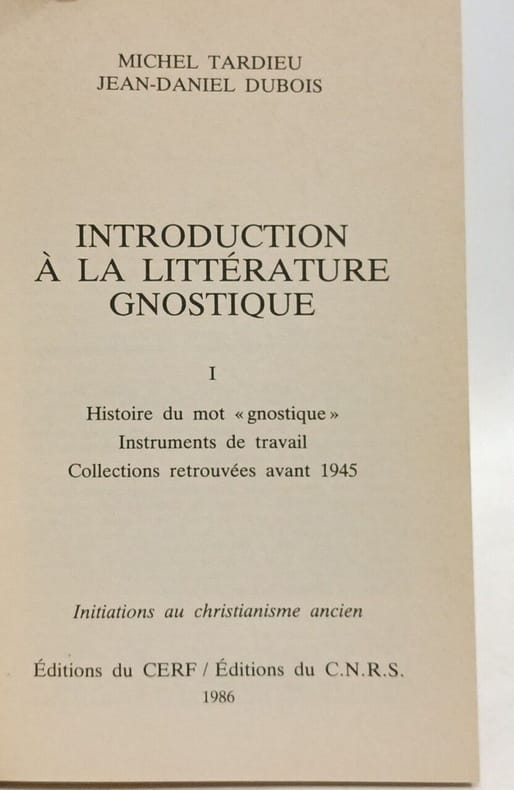 MICHEL TARDIEU
JEAN-DANIEL DUBOIS
INTRODUCTION
À LA LITTÉRATURE
GNOSTIQUE
I
Histoire du mot « gnostique »
Instruments de travail
Collections retrouvées avant 1945
Initiations au christianisme ancien
Éditions du CERF / Éditions du C.N.R.S.
1986